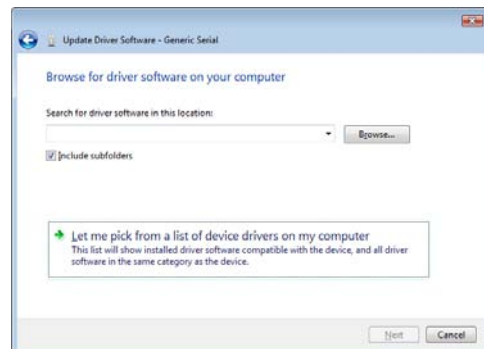 Update Driver Software - Generic Serial
Browse for driver software on your computer
Search for driver software in this location:
Browse...
Include subfolders
Let me pick from a list of device drivers on my computer
This list will show installed driver software compatible with the device, and all driver
software in the same category as the device.
Next Cancel